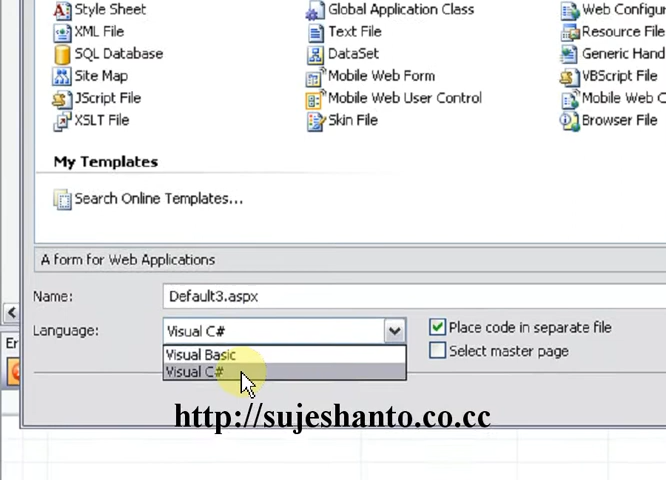 Style Sheet Global Application Class Web Configur
XML File Text File Resource File
SQL Database DataSet Generic Hand
Site Map Mobile Web Form VBScript File
JScript File Mobile Web User Control Mobile Web C
XSLT File Skin File Browser File
My Templates
Search Online Templates...
A form for Web Applications
Name: Default3.aspx
Language: Visual C# Place code in separate file
Visual Basic Select master page
Visual C#
Er
http://sujeshanto.co.cc